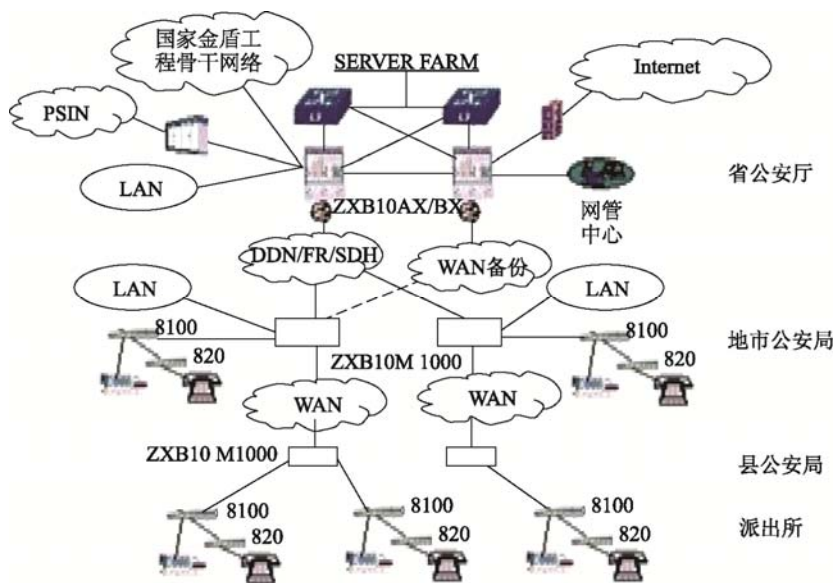 国家金盾工
程骨干网络
SERVER FARM
Internet
PSIN
LAN
省公安厅
ZXB10AX/BX
网管
中心
DDN/FR/SDH
WAN备份
LAN
LAN
8100
820
8100
820
地市公安局
ZXB10M 1000
WAN
WAN
ZXB10 M1000
县公安局
8100
820
8100
820
8100
820
派出所